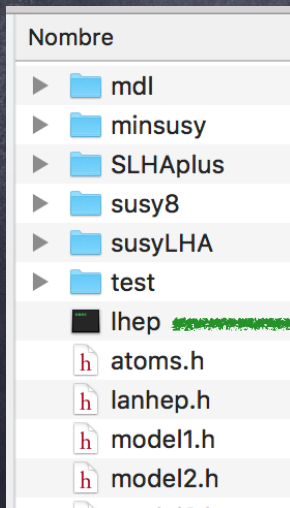 Nombre
mdl
minsusy
SLHAplus
susy8
susyLHA
test
lhep
atoms.h
lanhep.h
model1.h
model2.h